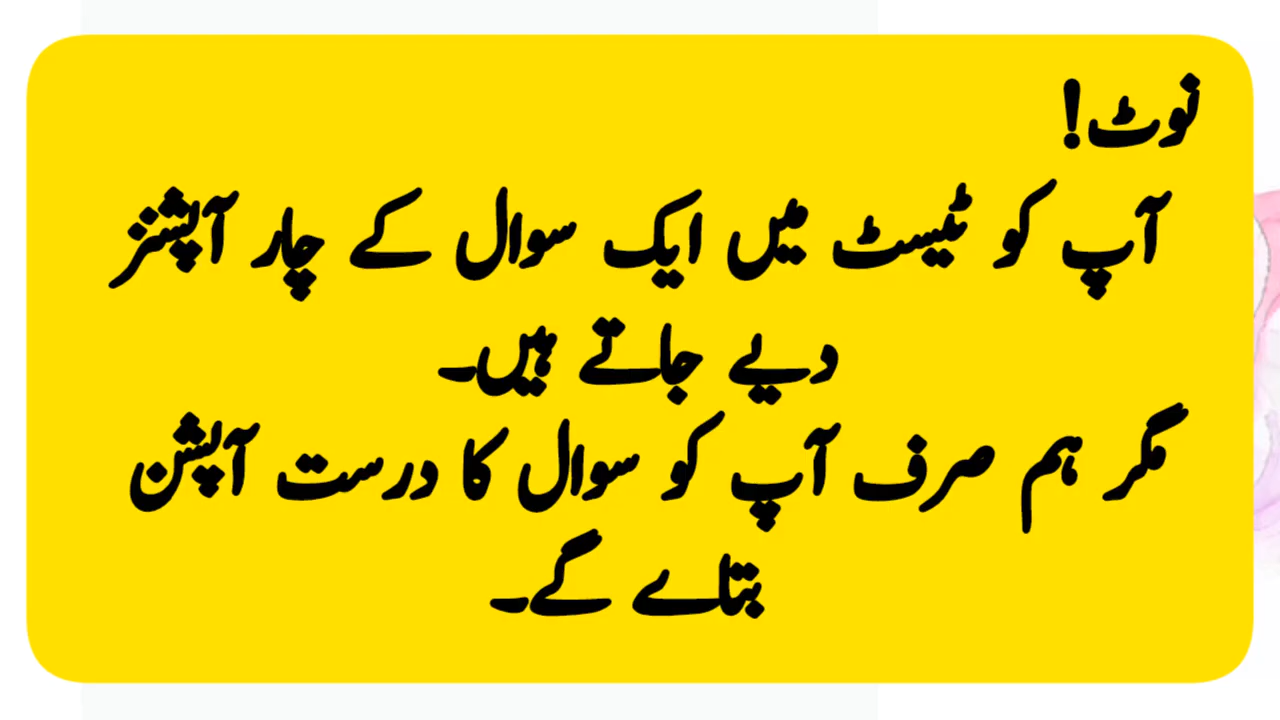 نوٹ!
آپ کو ٹیسٹ میں ایک سوال کے چار آپشنز
دیے جاتے ہیں۔
مگر ہم صرف آپ کو سوال کا درست آپشن
بتاے گے۔